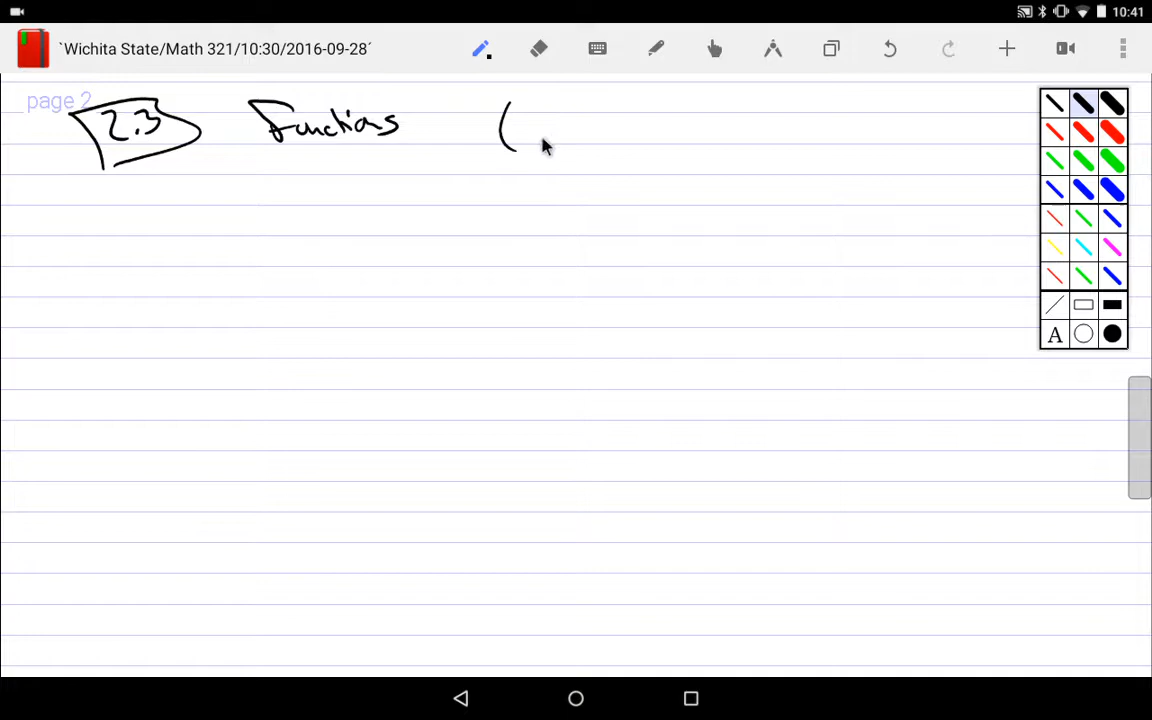 10:41
`Wichita State/Math 321/10:30/2016-09-28´
page 2
2.3 Functions (
A